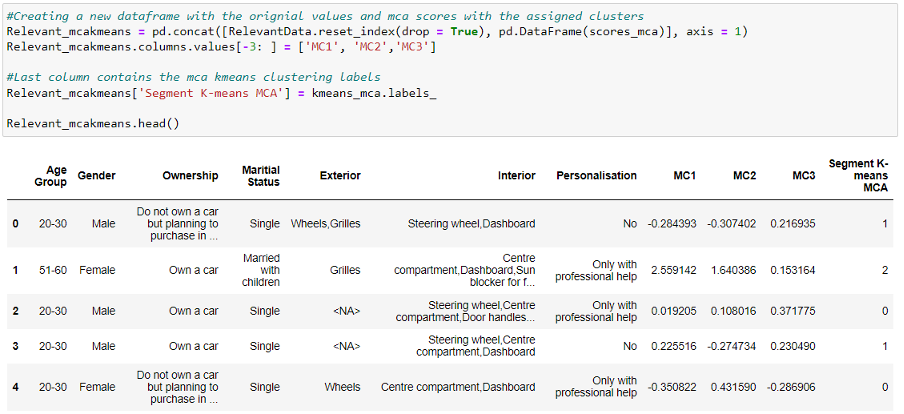 #Creating a new dataframe with the orignial values and mca scores with the assigned clusters
Relevant_mcakmeans = pd.concat([RelevantData.reset_index(drop = True), pd.DataFrame(scores_mca)], axis = 1)
Relevant_mcakmeans.columns.values[-3: ] = ['MC1', 'MC2','MC3']
#Last column contains the mca kmeans clustering labels
Relevant_mcakmeans['Segment K-means MCA'] = kmeans_mca.labels_
Relevant_mcakmeans.head()
Age Group Gender Ownership Maritial Status Exterior Interior Personalisation MC1 MC2 MC3 Segment K-means MCA
0 20-30 Male Do not own a car but planning to purchase in ... Single Wheels,Grilles Steering wheel,Dashboard No -0.284393 -0.307402 0.216935 1
1 51-60 Female Own a car Married with children Grilles Centre compartment,Dashboard,Sun blocker for f... Only with professional help 2.559142 1.640386 0.153164 2
2 20-30 Male Own a car Single <NA> Steering wheel,Centre compartment,Door handles... Only with professional help 0.019205 0.108016 0.371775 0
3 20-30 Male Own a car Single <NA> Steering wheel,Centre compartment,Dashboard No 0.225516 -0.274734 0.230490 1
4 20-30 Female Do not own a car but planning to purchase in ... Single Wheels Centre compartment,Dashboard Only with professional help -0.350822 0.431590 -0.286906 0